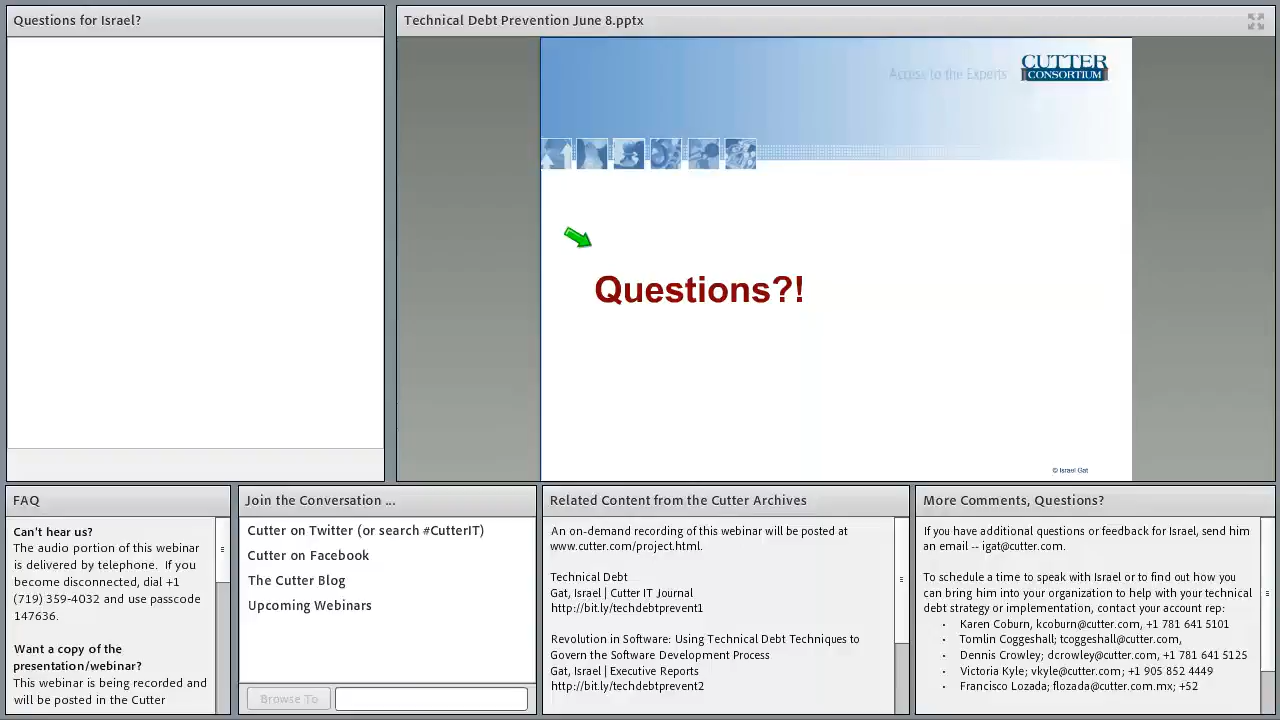 Questions for Israel?
Technical Debt Prevention June 8.pptx
Access to the Experts
CUTTER
CONSORTIUM
Questions?!
© Israel Gat
FAQ
Can't hear us?
The audio portion of this webinar
is delivered by telephone. If you
become disconnected, dial +1
(719) 359-4032 and use passcode
147636.
Want a copy of the
presentation/webinar?
This webinar is being recorded and
will be posted in the Cutter
Join the Conversation ...
Cutter on Twitter (or search #CutterIT)
Cutter on Facebook
The Cutter Blog
Upcoming Webinars
Browse To
Related Content from the Cutter Archives
An on-demand recording of this webinar will be posted at
www.cutter.com/project.html.
Technical Debt
Gat, Israel | Cutter IT Journal
http://bit.ly/techdebtprevent1
Revolution in Software: Using Technical Debt Techniques to
Govern the Software Development Process
Gat, Israel | Executive Reports
http://bit.ly/techdebtprevent2
More Comments, Questions?
If you have additional questions or feedback for Israel, send him
an email -- igat@cutter.com.
To schedule a time to speak with Israel or to find out how you
can bring him into your organization to help with your technical
debt strategy or implementation, contact your account rep:
• Karen Coburn, kcoburn@cutter.com, +1 781 641 5101
• Tomlin Coggeshall; tcoggeshall@cutter.com,
• Dennis Crowley; dcrowley@cutter.com, +1 781 641 5125
• Victoria Kyle; vkyle@cutter.com; +1 905 852 4449
• Francisco Lozada; flozada@cutter.com.mx; +52